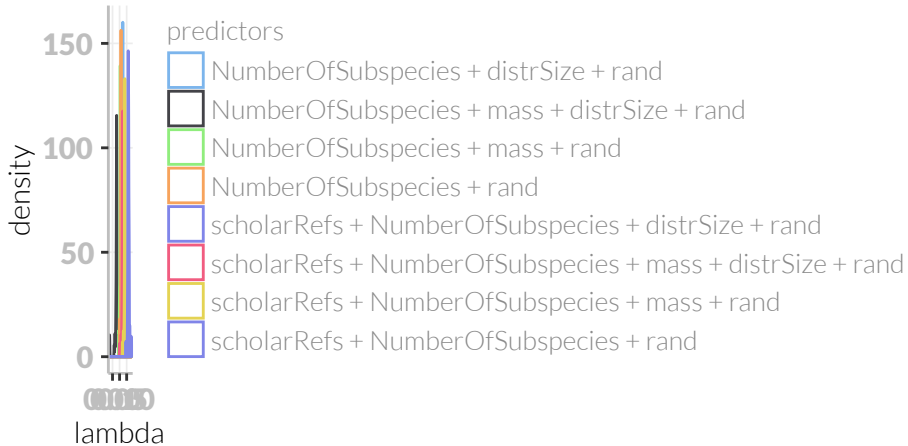 predictors
NumberOfSubspecies + distrSize + rand
NumberOfSubspecies + mass + distrSize + rand
NumberOfSubspecies + mass + rand
NumberOfSubspecies + rand
scholarRefs + NumberOfSubspecies + distrSize + rand
scholarRefs + NumberOfSubspecies + mass + distrSize + rand
scholarRefs + NumberOfSubspecies + mass + rand
scholarRefs + NumberOfSubspecies + rand
density
150
100
50
0
lambda